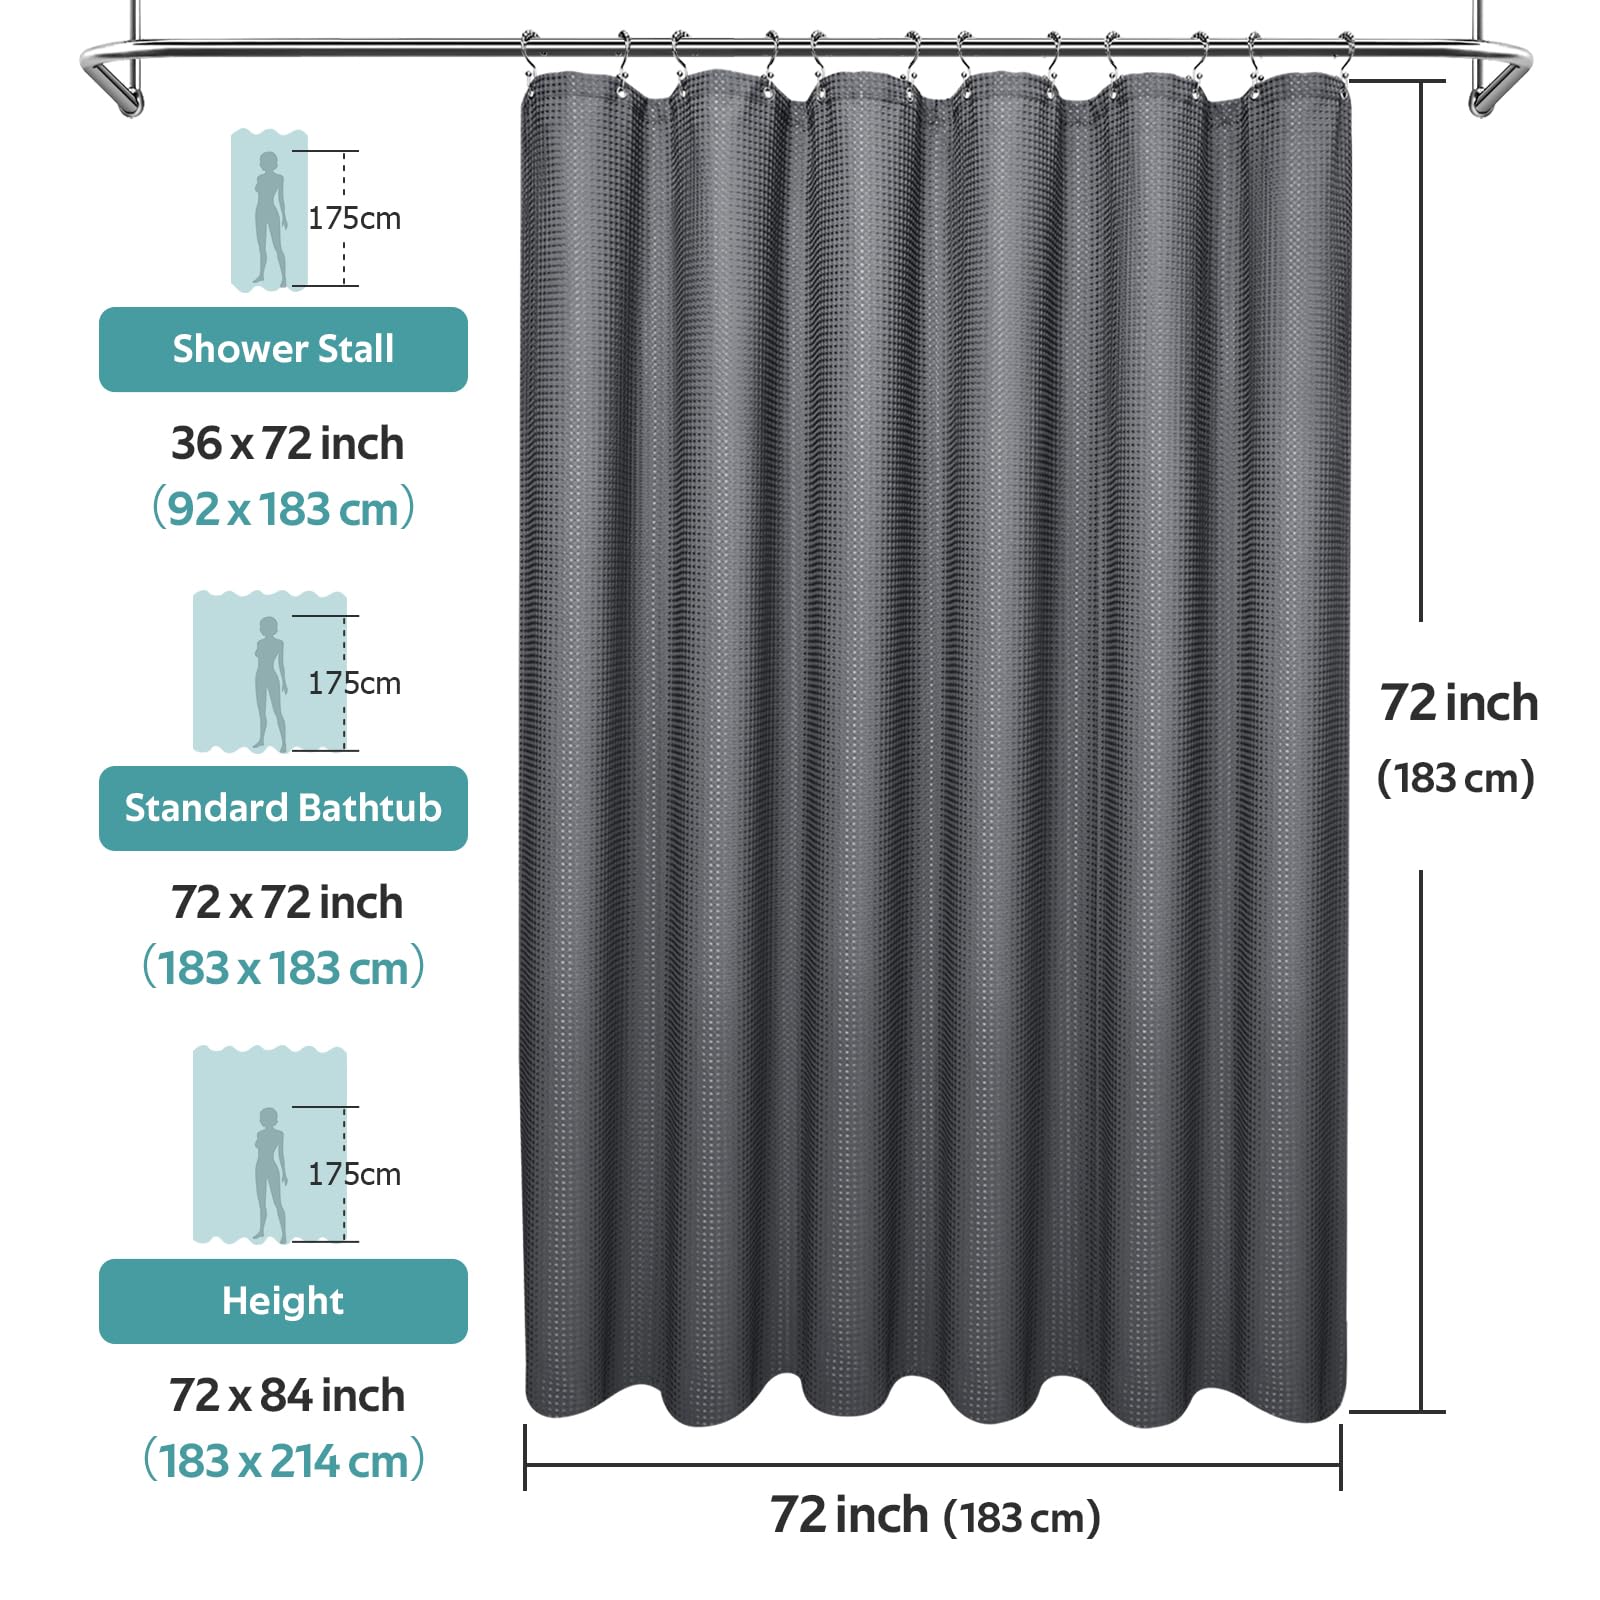 175cm
Shower Stall
36 x 72 inch
(92 x 183 cm)
175cm
Standard Bathtub
72 x 72 inch
(183 x 183 cm)
175cm
Height
72 x 84 inch
(183 x 214 cm)
72 inch
(183 cm)
72 inch (183 cm)